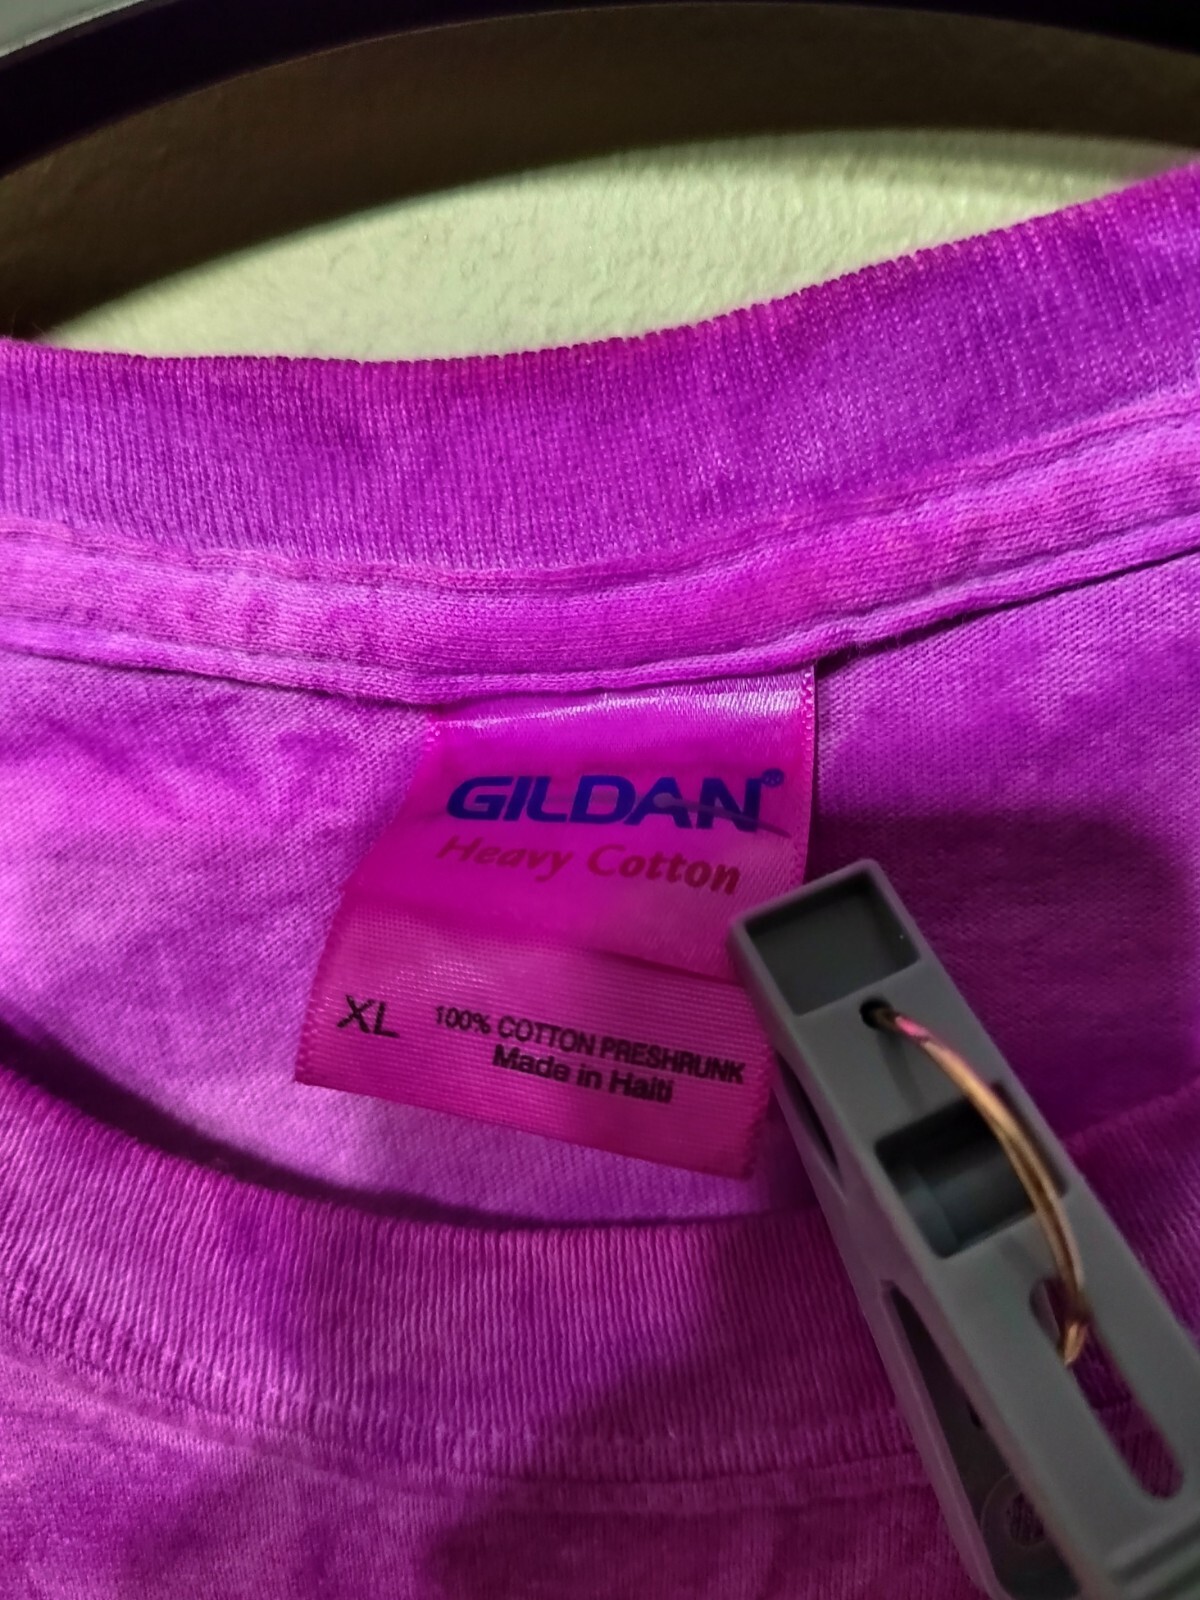 GILDAN®
Heavy Cotton
XL 100% COTTON PRESHRUNK
Made in Haiti